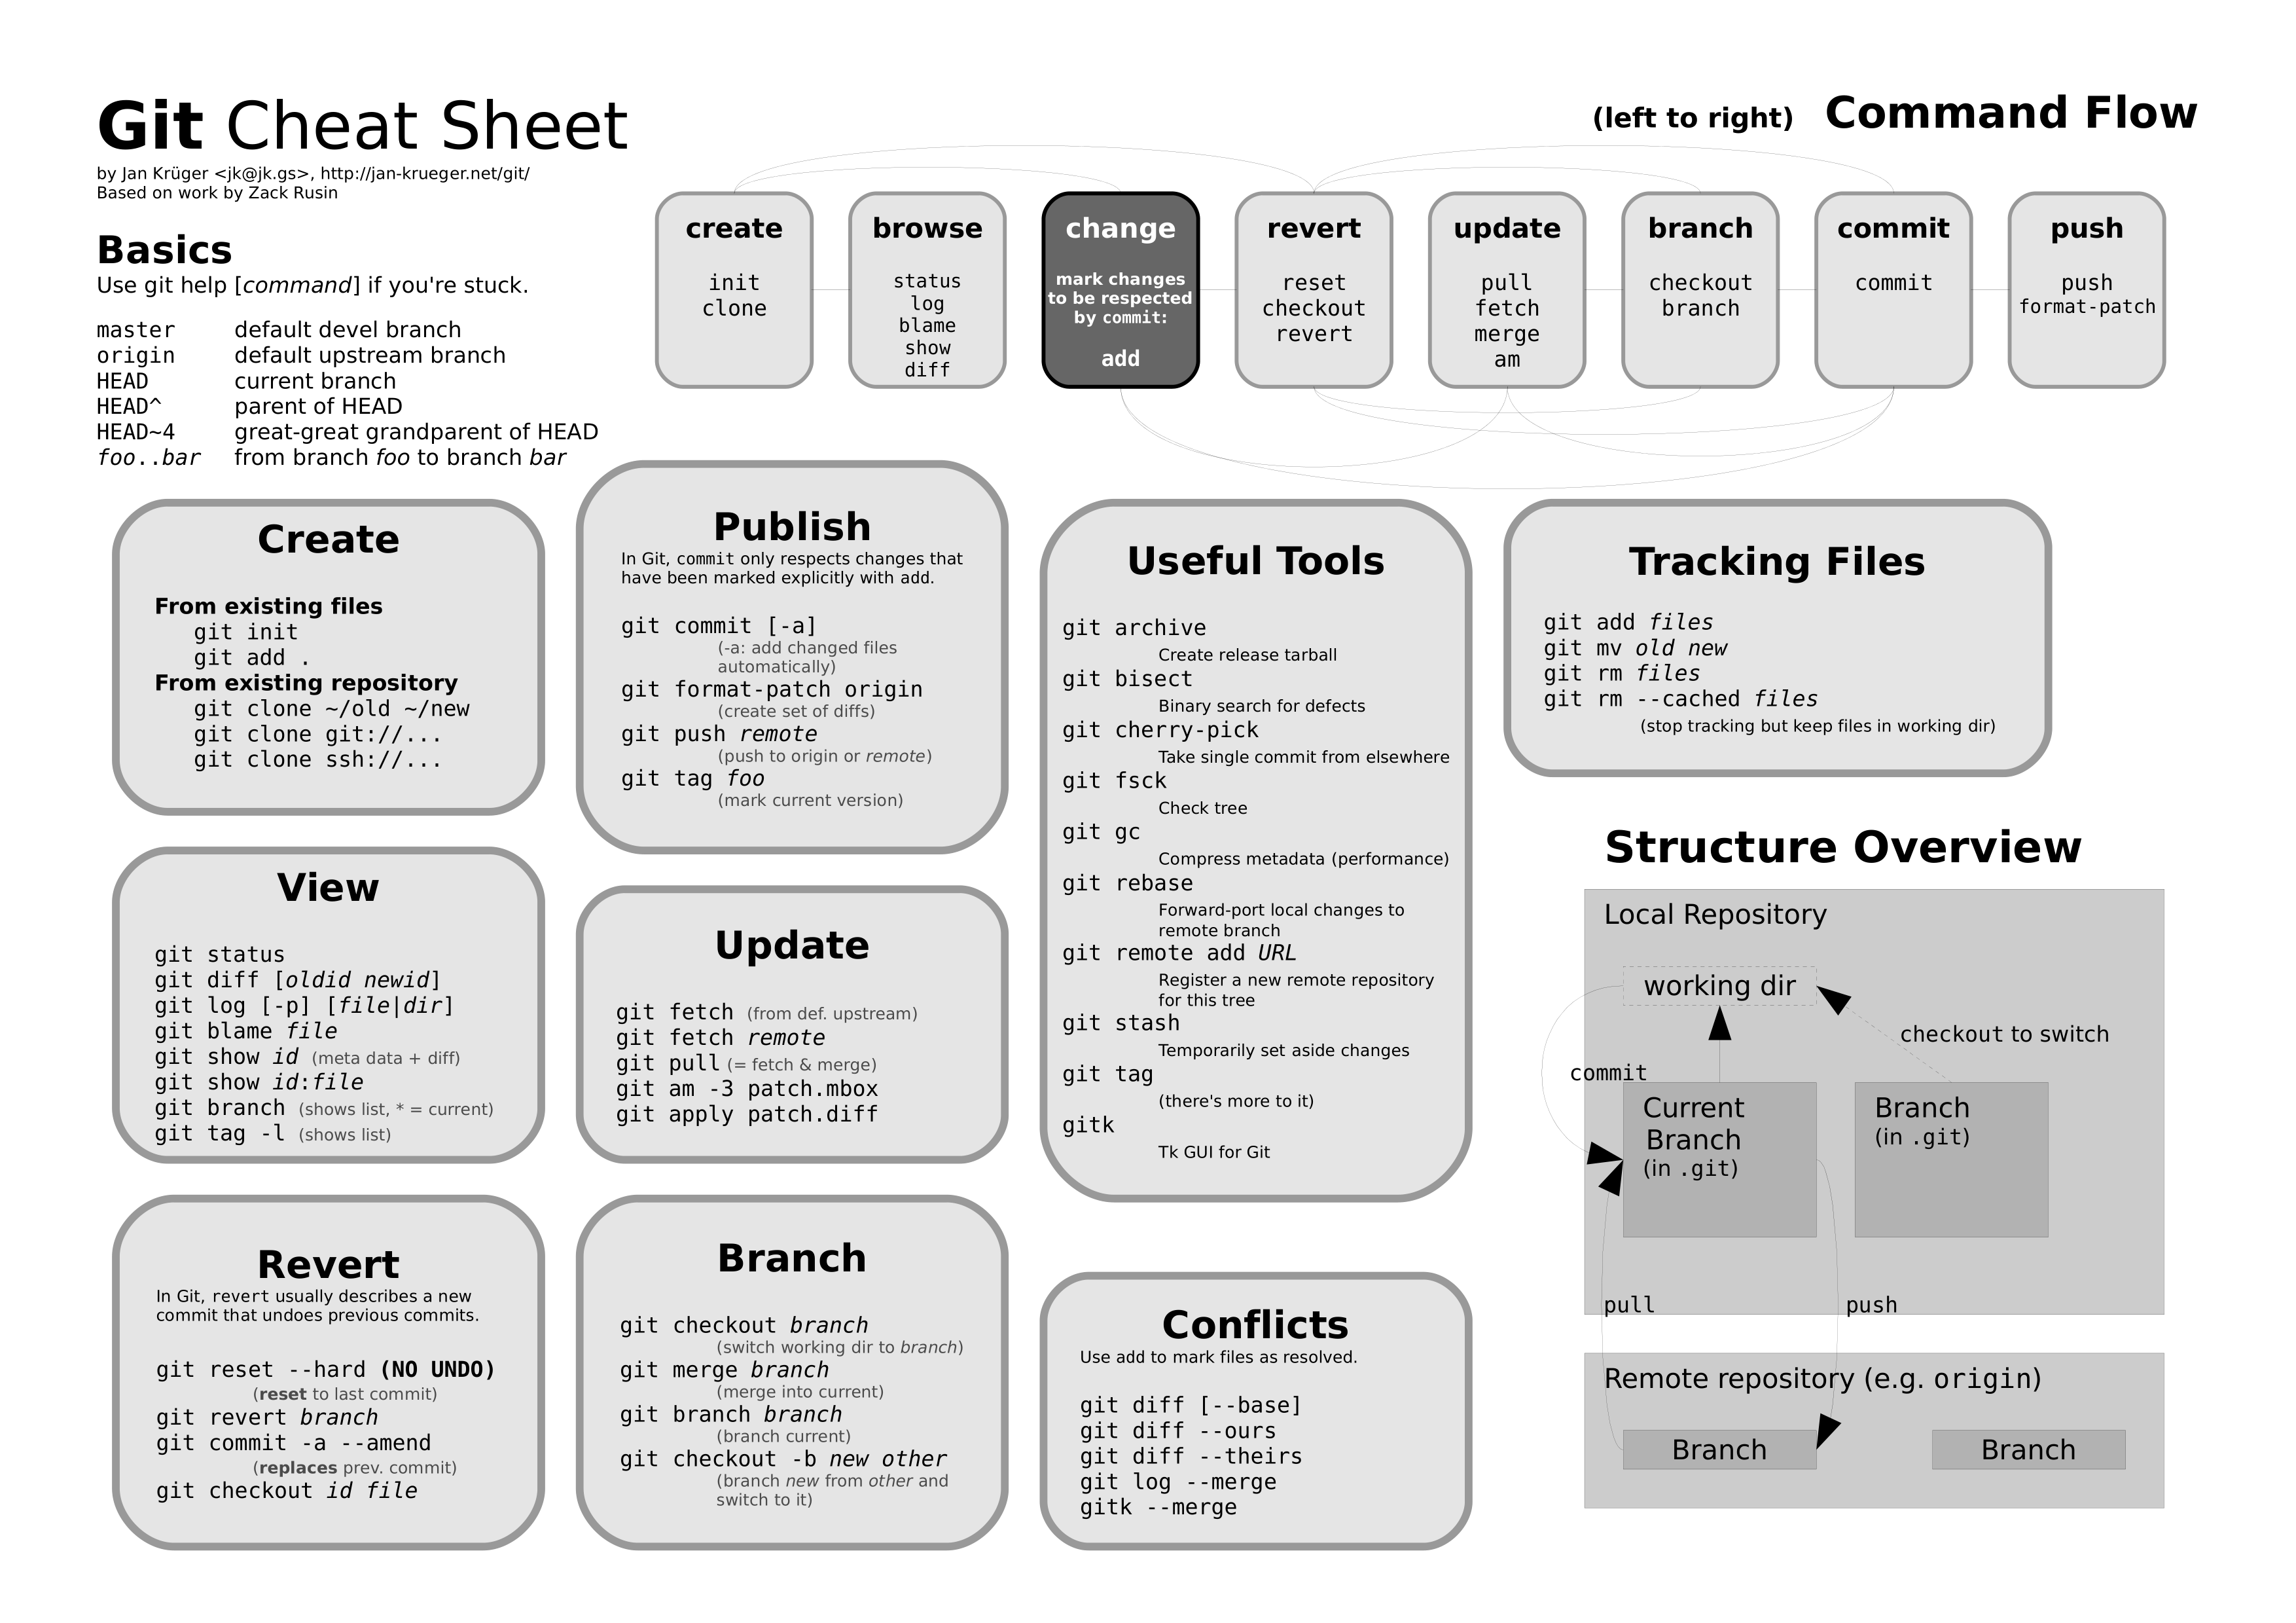 Git Cheat Sheet
by Jan Krüger <jk@jk.gs>, http://jan-krueger.net/git/
Based on work by Zack Rusin
Basics
Use git help [command] if you're stuck.
master default devel branch
origin default upstream branch
HEAD current branch
HEAD^ parent of HEAD
HEAD~4 great-great grandparent of HEAD
foo..bar from branch foo to branch bar
(left to right) Command Flow
create
init
clone
browse
status
log
blame
show
diff
change
mark changes
to be respected
by commit:
add
revert
reset
checkout
revert
update
pull
fetch
merge
am
branch
checkout
branch
commit
commit
push
push
format-patch
Create
From existing files
git init
git add .
From existing repository
git clone ~/old ~/new
git clone git://...
git clone ssh://...
View
git status
git diff [oldid newid]
git log [-p] [file|dir]
git blame file
git show id (meta data + diff)
git show id:file
git branch (shows list, * = current)
git tag -l (shows list)
Revert
In Git, revert usually describes a new
commit that undoes previous commits.
git reset --hard (NO UNDO)
(reset to last commit)
git revert branch
git commit -a --amend
(replaces prev. commit)
git checkout id file
Publish
In Git, commit only respects changes that
have been marked explicitly with add.
git commit [-a]
(-a: add changed files
automatically)
git format-patch origin
(create set of diffs)
git push remote
(push to origin or remote)
git tag foo
(mark current version)
Update
git fetch (from def. upstream)
git fetch remote
git pull (= fetch & merge)
git am -3 patch.mbox
git apply patch.diff
Branch
git checkout branch
(switch working dir to branch)
git merge branch
(merge into current)
git branch branch
(branch current)
git checkout -b new other
(branch new from other and
switch to it)
Useful Tools
git archive
Create release tarball
git bisect
Binary search for defects
git cherry-pick
Take single commit from elsewhere
git fsck
Check tree
git gc
Compress metadata (performance)
git rebase
Forward-port local changes to
remote branch
git remote add URL
Register a new remote repository
for this tree
git stash
Temporarily set aside changes
git tag
(there's more to it)
gitk
Tk GUI for Git
Conflicts
Use add to mark files as resolved.
git diff [--base]
git diff --ours
git diff --theirs
git log --merge
gitk --merge
Tracking Files
git add files
git mv old new
git rm files
git rm --cached files
(stop tracking but keep files in working dir)
Structure Overview
Local Repository
working dir
checkout to switch
commit
Current
Branch
(in .git)
Branch
(in .git)
pull
push
Remote repository (e.g. origin)
Branch
Branch